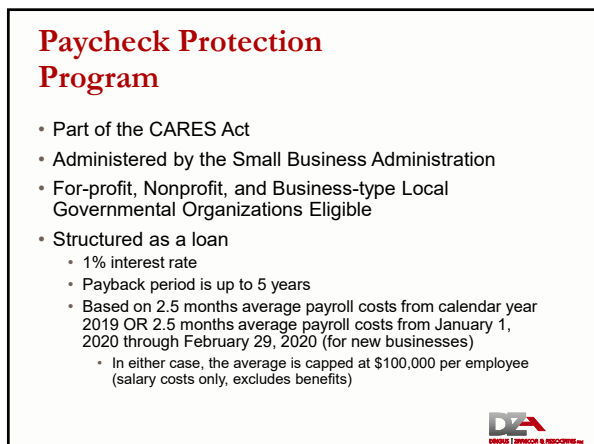 Paycheck Protection
Program
• Part of the CARES Act
• Administered by the Small Business Administration
• For-profit, Nonprofit, and Business-type Local
Governmental Organizations Eligible
• Structured as a loan
• 1% interest rate
• Payback period is up to 5 years
• Based on 2.5 months average payroll costs from calendar year
2019 OR 2.5 months average payroll costs from January 1,
2020 through February 29, 2020 (for new businesses)
• In either case, the average is capped at $100,000 per employee
(salary costs only, excludes benefits)
DZA
DINGUS | ZARECOR & ASSOCIATES PLLC